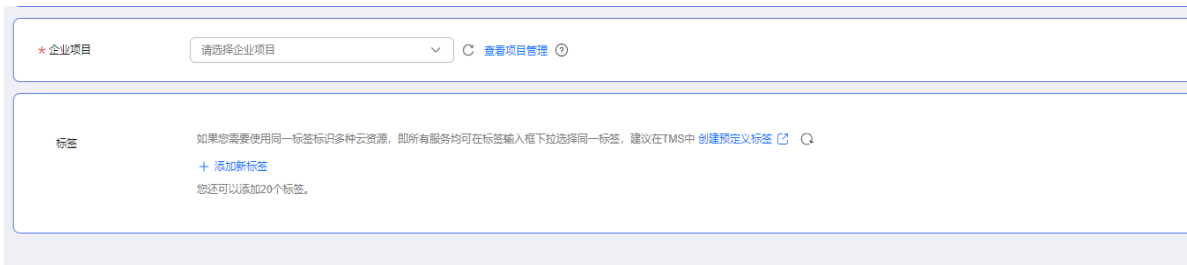 * 企业项目 请选择企业项目 查看项目管理
标签 如果您需要使用同一标签标识多种云资源，即所有服务均可在标签输入框下拉选择同一标签，建议在TMS中 创建预定义标签
+ 添加新标签
您还可以添加20个标签。